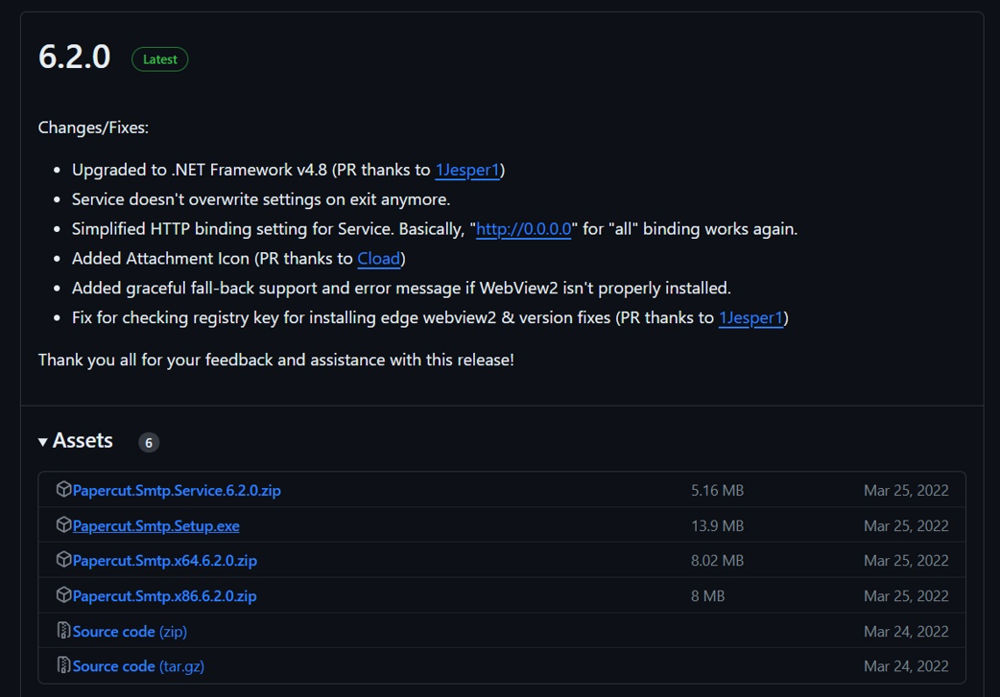 6.2.0 Latest
Changes/Fixes:
• Upgraded to .NET Framework v4.8 (PR thanks to 1Jesper1)
• Service doesn't overwrite settings on exit anymore.
• Simplified HTTP binding setting for Service. Basically, "http://0.0.0.0" for "all" binding works again.
• Added Attachment Icon (PR thanks to Cload)
• Added graceful fall-back support and error message if WebView2 isn't properly installed.
• Fix for checking registry key for installing edge webview2 & version fixes (PR thanks to 1Jesper1)
Thank you all for your feedback and assistance with this release!
Assets 6
Papercut.Smtp.Service.6.2.0.zip 5.16 MB Mar 25, 2022
Papercut.Smtp.Setup.exe 13.9 MB Mar 25, 2022
Papercut.Smtp.x64.6.2.0.zip 8.02 MB Mar 25, 2022
Papercut.Smtp.x86.6.2.0.zip 8 MB Mar 25, 2022
Source code (zip) Mar 24, 2022
Source code (tar.gz) Mar 24, 2022